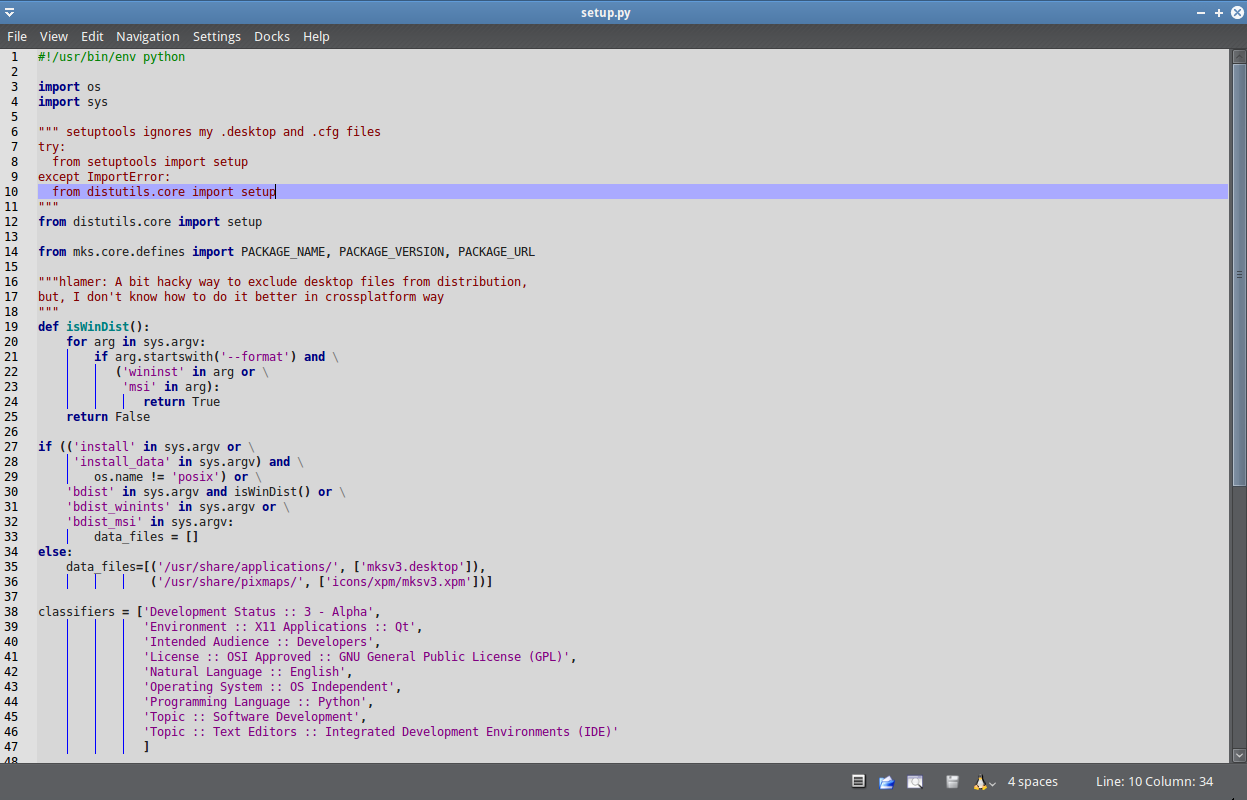 setup.py
File View Edit Navigation Settings Docks Help
1 #!/usr/bin/env python
2
3 import os
4 import sys
5
6 """ setuptools ignores my .desktop and .cfg files
7 try:
8   from setuptools import setup
9 except ImportError:
10   from distutils.core import setup
11 """
12 from distutils.core import setup
13
14 from mks.core.defines import PACKAGE_NAME, PACKAGE_VERSION, PACKAGE_URL
15
16 """hlamer: A bit hacky way to exclude desktop files from distribution,
17 but, I don't know how to do it better in crossplatform way
18 """
19 def isWinDist():
20     for arg in sys.argv:
21         if arg.startswith('--format') and \
22            ('wininst' in arg or \
23             'msi' in arg):
24                return True
25     return False
26
27 if (('install' in sys.argv or \
28      'install_data' in sys.argv) and \
29         os.name != 'posix') or \
30     'bdist' in sys.argv and isWinDist() or \
31     'bdist_winints' in sys.argv or \
32     'bdist_msi' in sys.argv:
33         data_files = []
34 else:
35     data_files=[('/usr/share/applications/', ['mksv3.desktop']),
36                 ('/usr/share/pixmaps/', ['icons/xpm/mksv3.xpm'])]
37
38 classifiers = ['Development Status :: 3 - Alpha',
39                'Environment :: X11 Applications :: Qt',
40                'Intended Audience :: Developers',
41                'License :: OSI Approved :: GNU General Public License (GPL)',
42                'Natural Language :: English',
43                'Operating System :: OS Independent',
44                'Programming Language :: Python',
45                'Topic :: Software Development',
46                'Topic :: Text Editors :: Integrated Development Environments (IDE)'
47                ]
48
4 spaces Line: 10 Column: 34